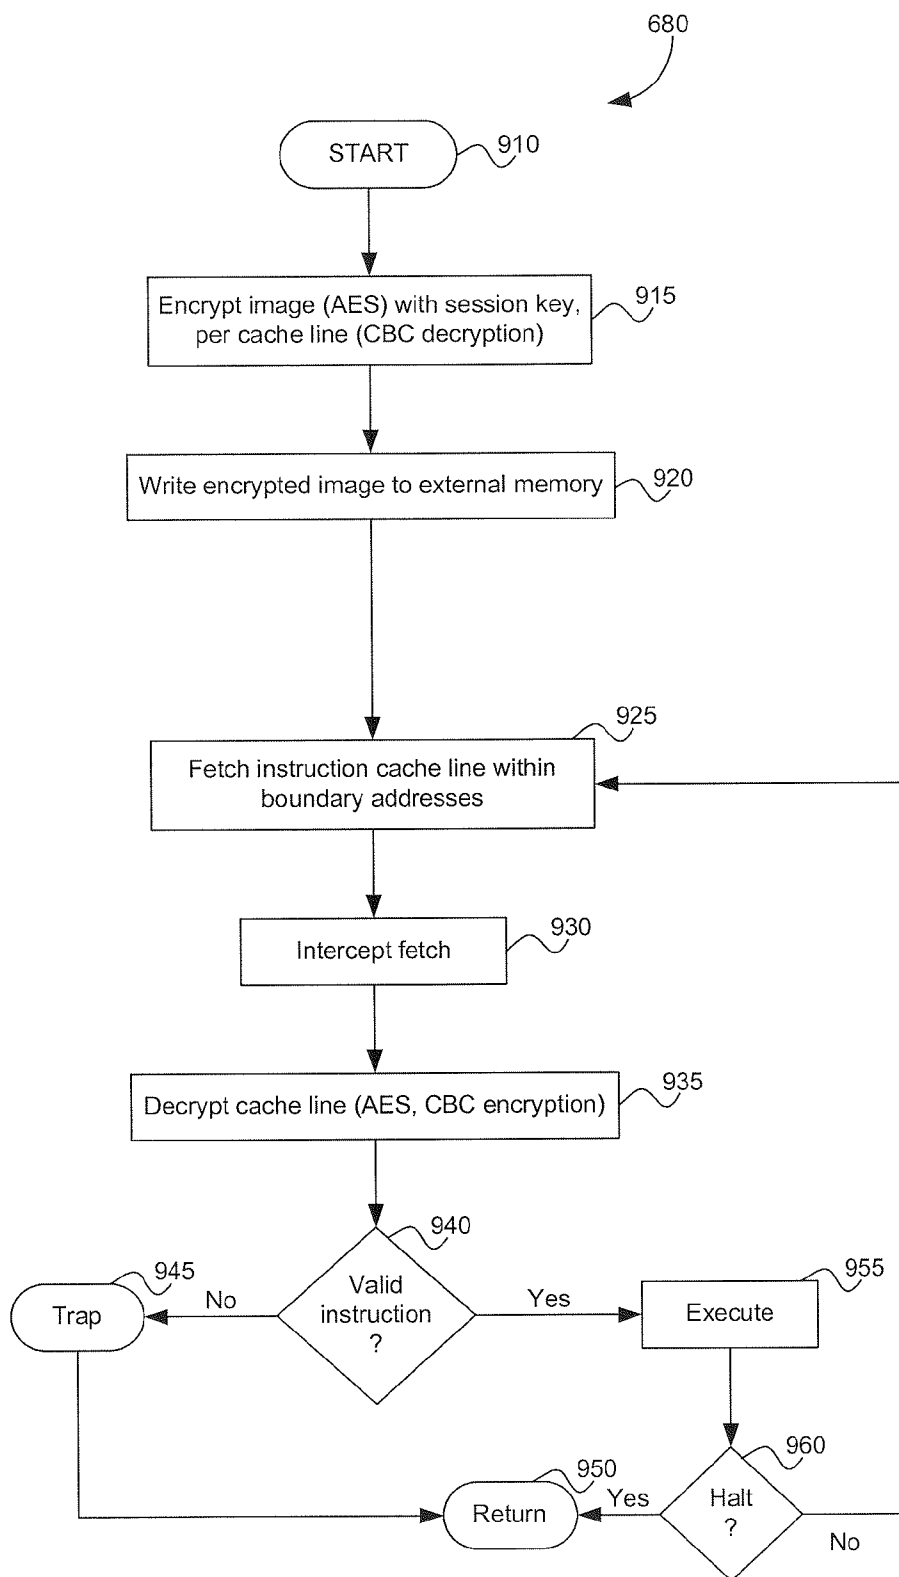 680
START
910
Encrypt image (AES) with session key,
per cache line (CBC decryption)
915
Write encrypted image to external memory
920
925
Fetch instruction cache line within
boundary addresses
Intercept fetch
930
Decrypt cache line (AES, CBC encryption)
935
940
Valid
instruction
?
945
Trap
No
Yes
955
Execute
960
Halt
?
950
Return
Yes
No